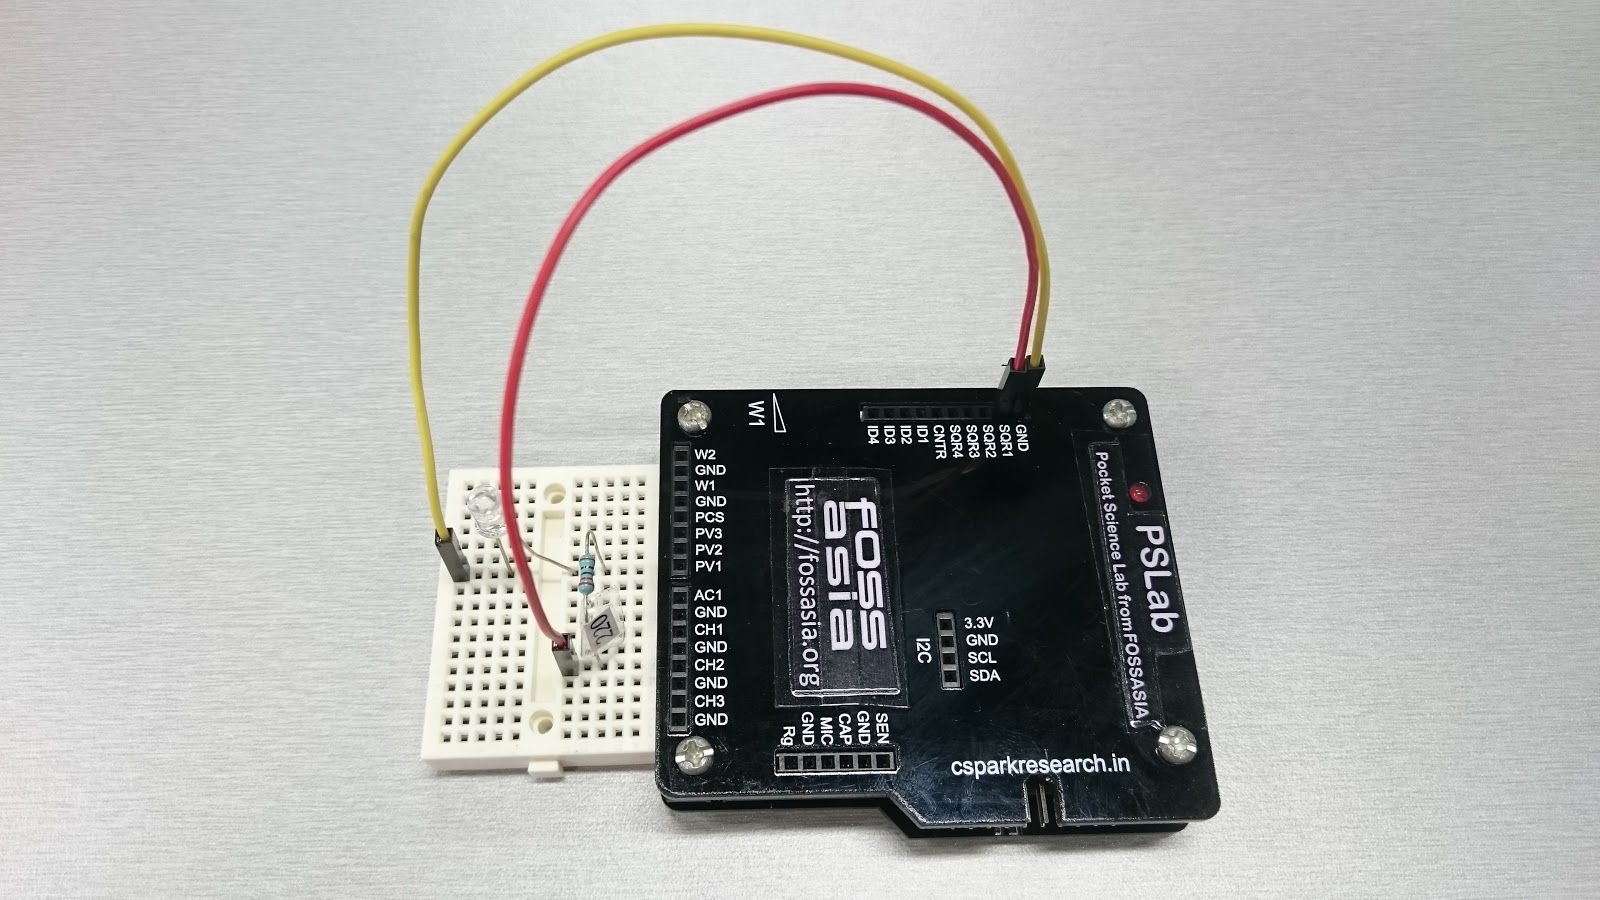 W1
ID4
ID3
ID2
ID1
CNTR
SQR4
SQR3
SQR2
SQR1
GND
W2
GND
W1
GND
PCS
PV3
PV2
PV1
AC1
GND
CH1
GND
CH2
GND
CH3
GND
fossasia
http://fossasia.org
I2C
3.3V
GND
SCL
SDA
PSLab
Pocket Science Lab from FOSSASIA
Rg
GND
MIC
CAP
GND
SEN
csparkresearch.in
220